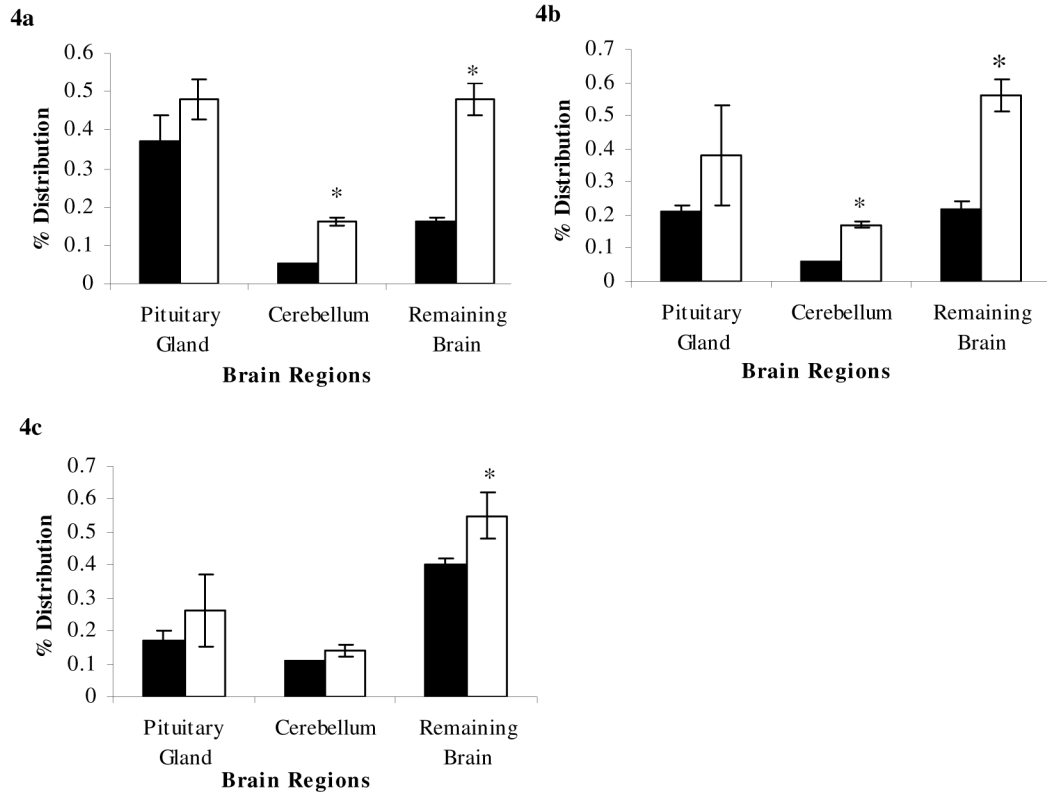 4a
0.6
0.5
0.4
0.3
0.2
0.1
0
% Distribution
*
*
Pituitary Gland
Cerebellum
Remaining Brain
Brain Regions
4b
0.7
0.6
0.5
0.4
0.3
0.2
0.1
0
% Distribution
*
*
Pituitary Gland
Cerebellum
Remaining Brain
Brain Regions
4c
0.7
0.6
0.5
0.4
0.3
0.2
0.1
0
% Distribution
*
Pituitary Gland
Cerebellum
Remaining Brain
Brain Regions